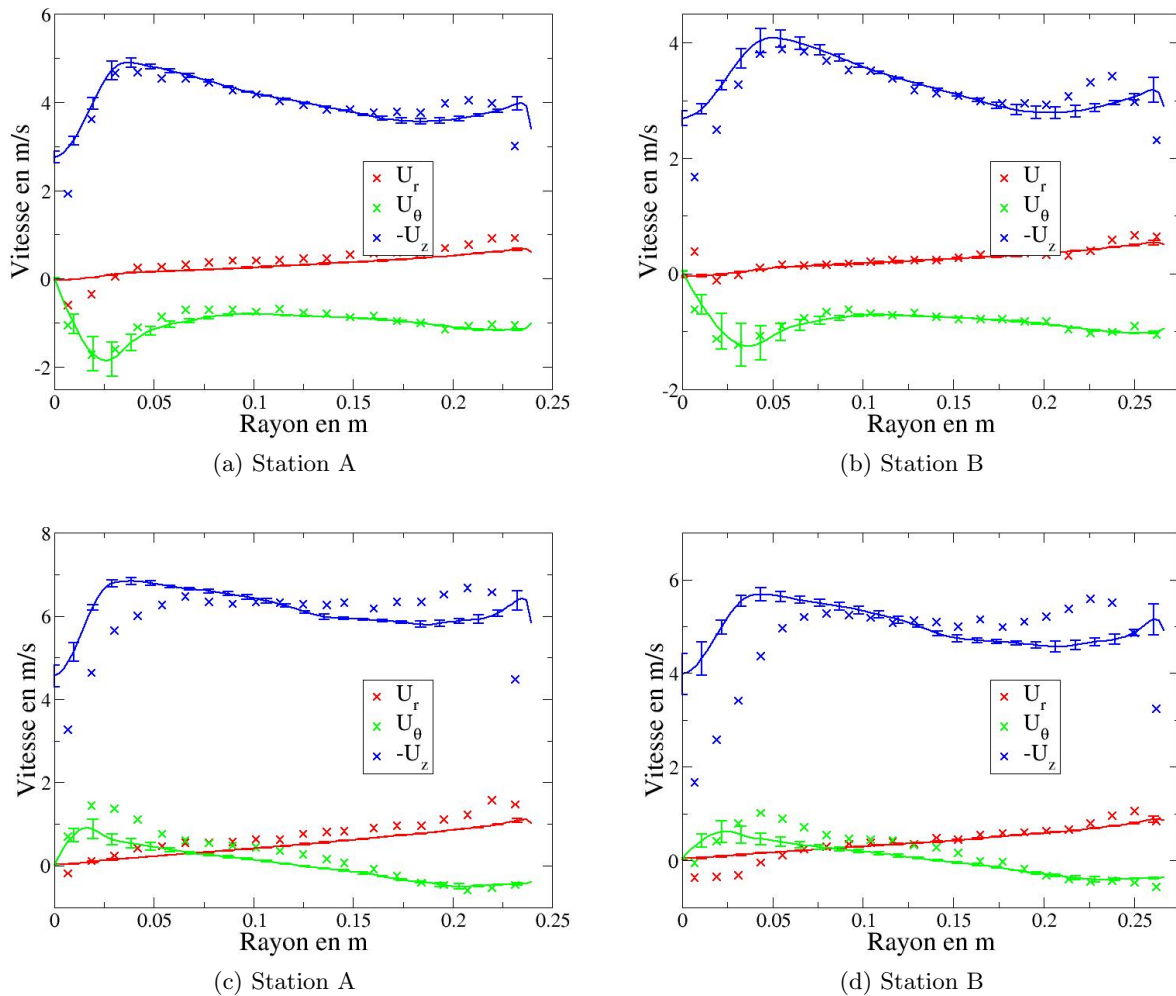 6
4
2
0
-2
Vitesse en m/s
U_r
U_θ
-U_z
0 0.05 0.1 0.15 0.2 0.25
Rayon en m
(a) Station A
4
2
0
-2
Vitesse en m/s
U_r
U_θ
-U_z
0 0.05 0.1 0.15 0.2 0.25
Rayon en m
(b) Station B
8
6
4
2
0
Vitesse en m/s
U_r
U_θ
-U_z
0 0.05 0.1 0.15 0.2 0.25
Rayon en m
(c) Station A
6
4
2
0
Vitesse en m/s
U_r
U_θ
-U_z
0 0.05 0.1 0.15 0.2 0.25
Rayon en m
(d) Station B